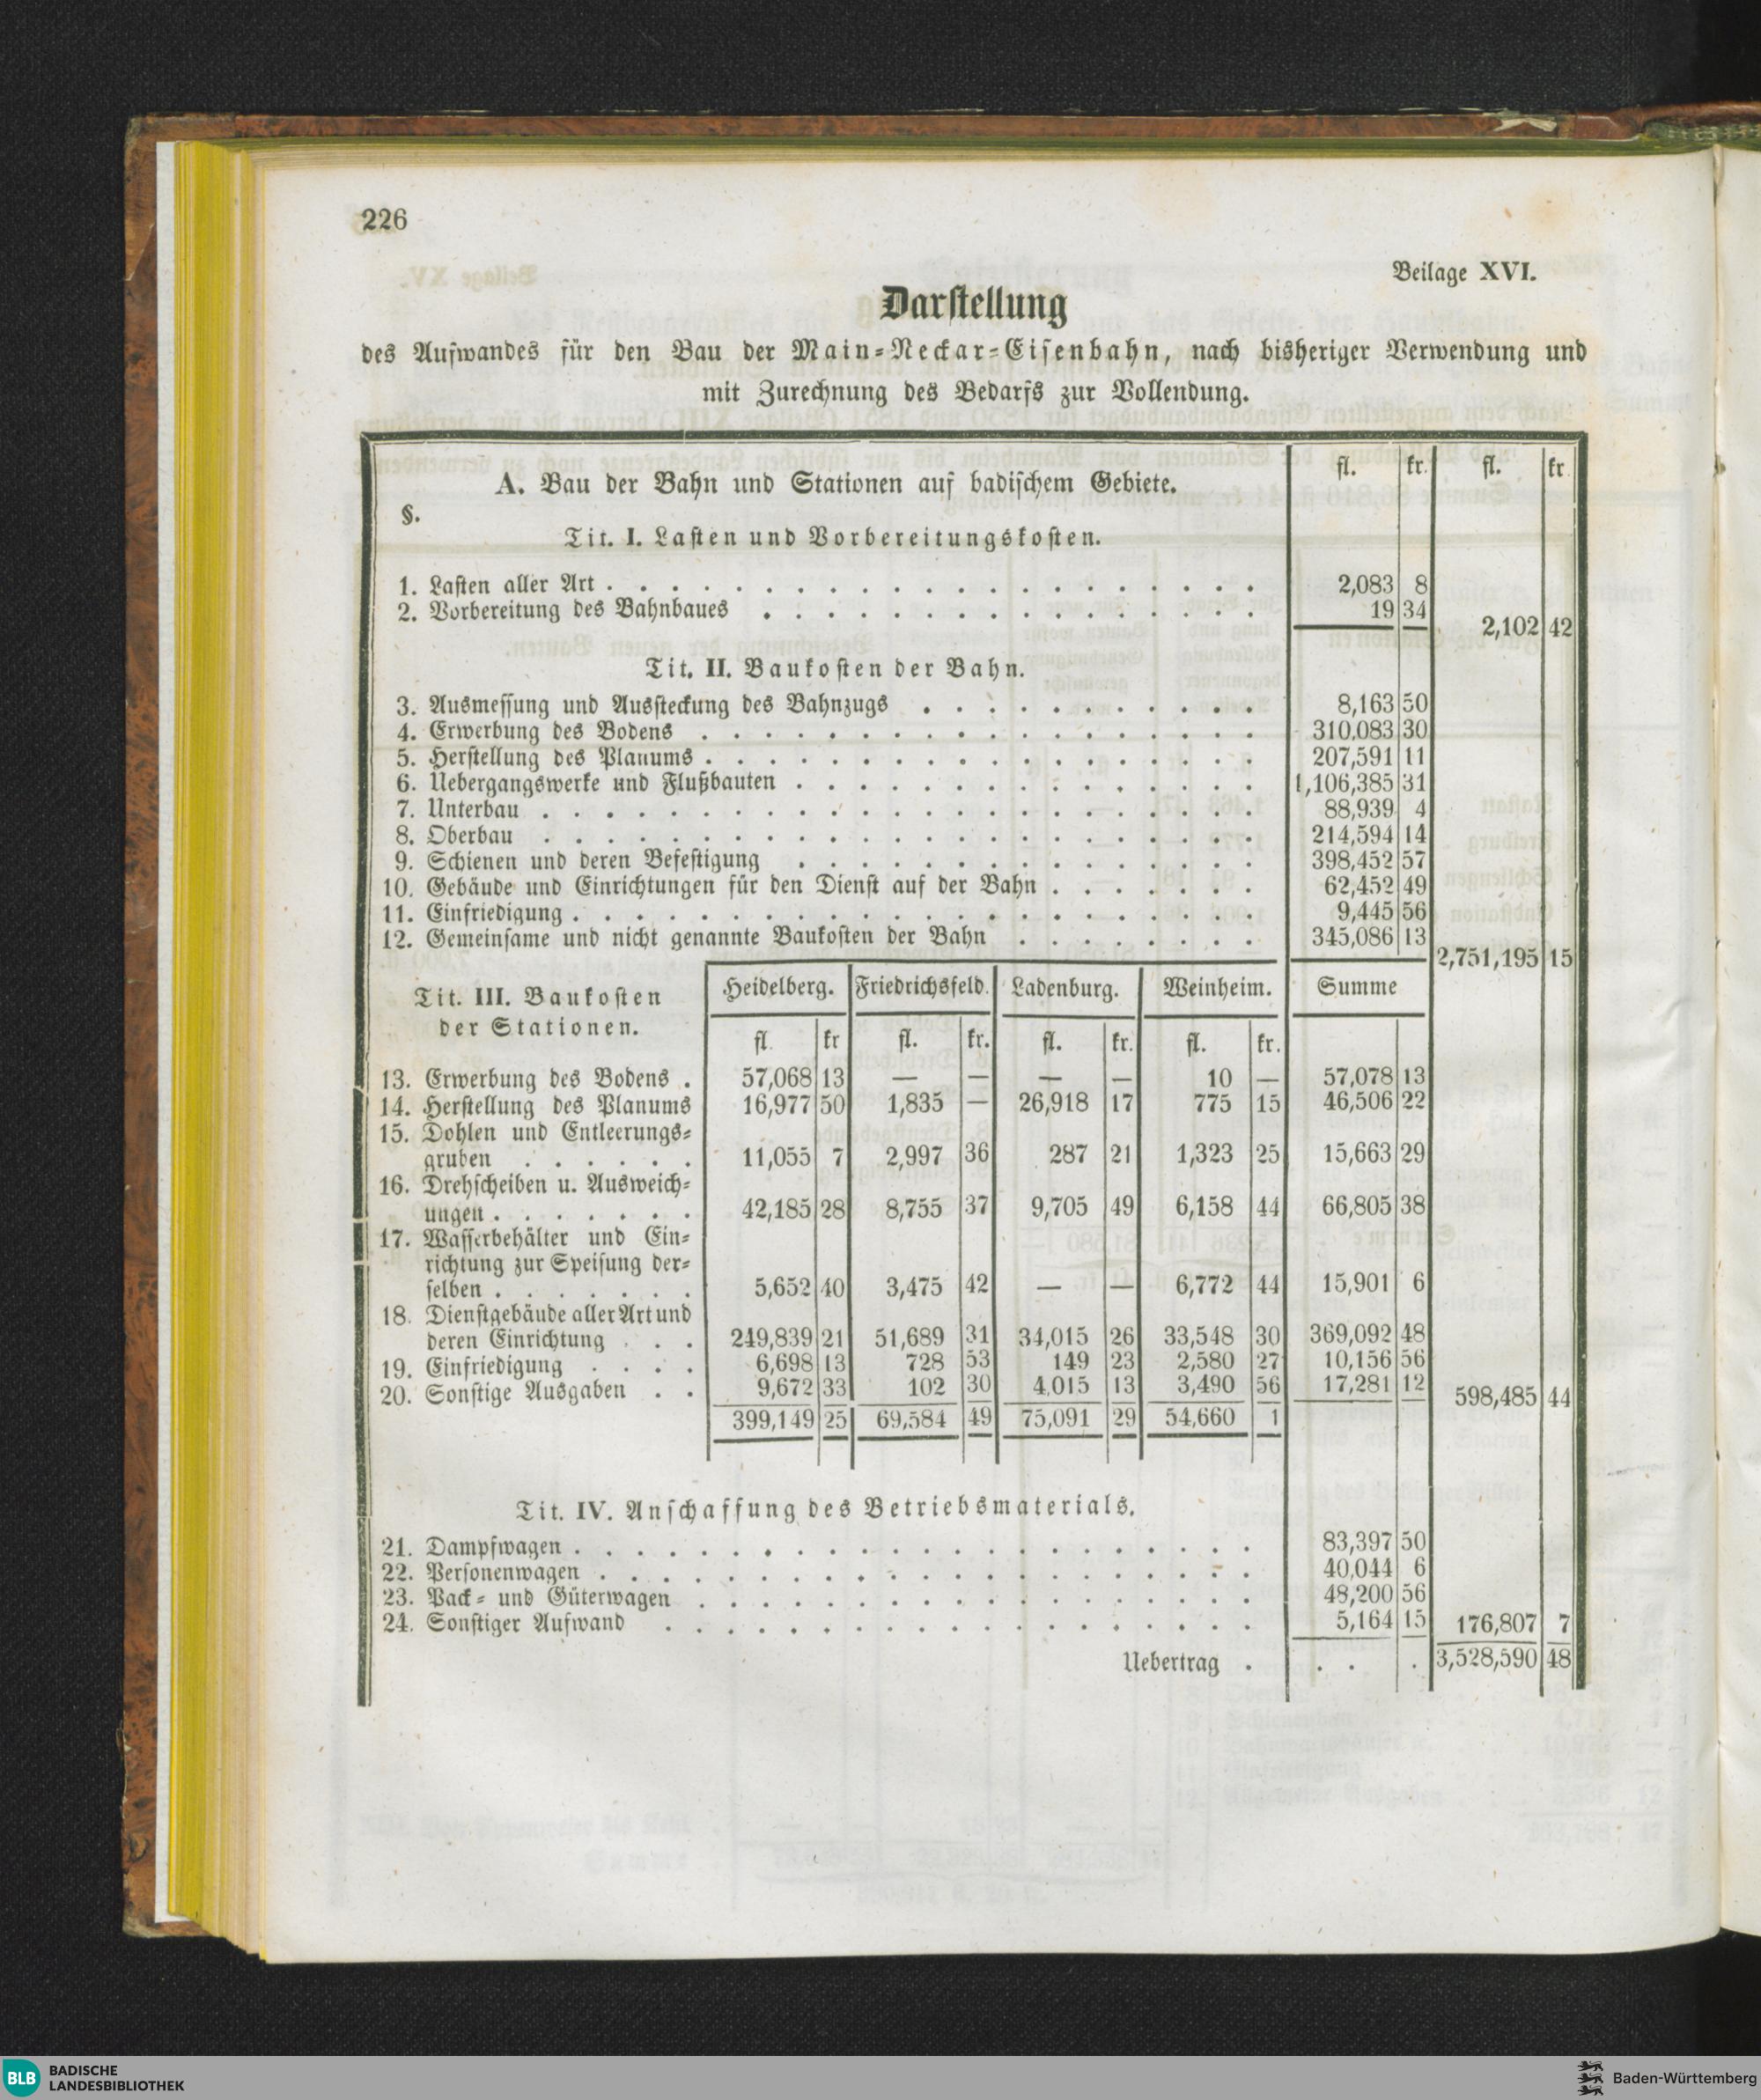 226
Beilage XVI.
Darstellung
des Aufwandes für den Bau der Main-Neckar-Eisenbahn, nach bisheriger Verwendung und
mit Zurechnung des Bedarfs zur Vollendung.
fl. kr. fl. kr
A. Bau der Bahn und Stationen auf badischem Gebiete.
§.
Tit. I. Lasten und Vorbereitungskosten.
1. Lasten aller Art . . . 2,083 8
2. Vorbereitung des Bahnbaues . . . 19 34
2,102 42
Tit. II. Baukosten der Bahn.
3. Ausmessung und Aussteckung des Bahnzugs . . . 8,163 50
4. Erwerbung des Bodens . . . 310,083 30
5. Herstellung des Planums . . . 207,591 11
6. Uebergangswerke und Flußbauten . . . 1,106,385 31
7. Unterbau . . . 88,939 4
8. Oberbau . . . 214,594 14
9. Schienen und deren Befestigung . . . 398,452 57
10. Gebäude und Einrichtungen für den Dienst auf der Bahn . . . 62,452 49
11. Einfriedigung . . . 9,445 56
12. Gemeinsame und nicht genannte Baukosten der Bahn . . . 345,086 13
2,751,195 15
Tit. III. Baukosten
der Stationen.
Heidelberg. Friedrichsfeld. Ladenburg. Weinheim. Summe
fl. kr fl. kr. fl. kr. fl. kr.
13. Erwerbung des Bodens . 57,068 13 — — — — 10 — 57,078 13
14. Herstellung des Planums 16,977 50 1,835 — 26,918 17 775 15 46,506 22
15. Dohlen und Entleerungs-
gruben . . . . . . 11,055 7 2,997 36 287 21 1,323 25 15,663 29
16. Drehscheiben u. Ausweich-
ungen . . . . . . . 42,185 28 8,755 37 9,705 49 6,158 44 66,805 38
17. Wasserbehälter und Ein-
richtung zur Speisung der-
selben . . . . . . . 5,652 40 3,475 42 — — 6,772 44 15,901 6
18. Dienstgebäude aller Art und
deren Einrichtung . . . 249,839 21 51,689 31 34,015 26 33,548 30 369,092 48
19. Einfriedigung . . . . 6,698 13 728 53 149 23 2,580 27 10,156 56
20. Sonstige Ausgaben . . 9,672 33 102 30 4,015 13 3,490 56 17,281 12
598,485 44
399,149 25 69,584 49 75,091 29 54,660 1
Tit. IV. Anschaffung des Betriebsmaterials.
21. Dampfwagen . . . 83,397 50
22. Personenwagen . . . 40,044 6
23. Pack- und Güterwagen . . . 48,200 56
24. Sonstiger Aufwand . . . 5,164 15 176,807 7
Uebertrag . . . . 3,528,590 48
BLB BADISCHE
LANDESBIBLIOTHEK
Baden-Württemberg